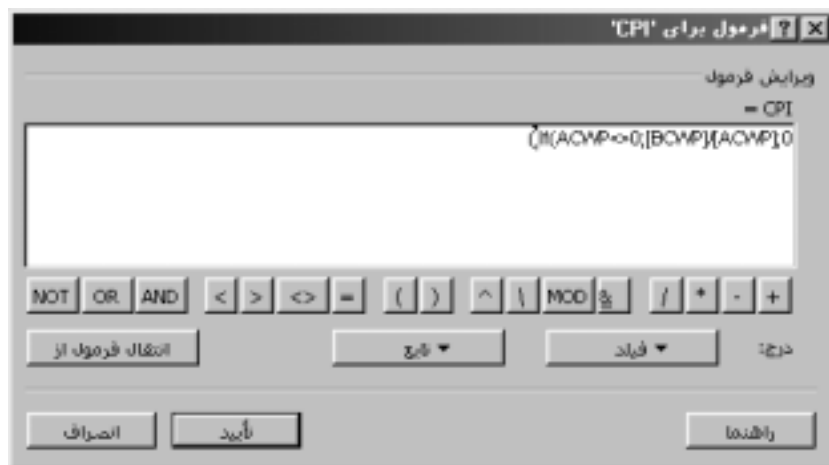 فرمول برای 'CPI'
ویرایش فرمول
= CPI
(If(ACWP<>0;[BCWP]/[ACWP];0
NOT OR AND < > <> = ( ) ^ \ MOD & / * - +
درج: فیلد تابع انتقال فرمول از
راهنما تأیید انصراف